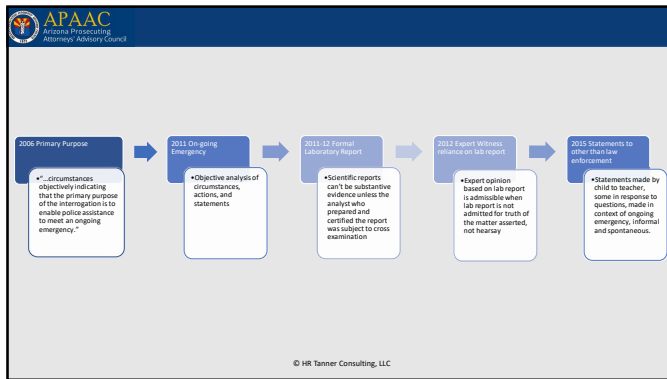 APAAC
Arizona Prosecuting
Attorneys' Advisory Council
2006 Primary Purpose
•"...circumstances
objectively indicating
that the primary purpose
of the interrogation is to
enable police assistance
to meet an ongoing
emergency."
2011 On-going
Emergency
•Objective analysis of
circumstances,
actions, and
statements
2011-12 Formal
Laboratory Report
•Scientific reports
can't be substantive
evidence unless the
analyst who
prepared and
certified the report
was subject to cross
examination
2012 Expert Witness
reliance on lab report
•Expert opinion
based on lab report
is admissible when
lab report is not
admitted for truth of
the matter asserted,
not hearsay
2015 Statements to
other than law
enforcement
•Statements made by
child to teacher,
some in response to
questions, made in
context of ongoing
emergency, informal
and spontaneous.
© HR Tanner Consulting, LLC